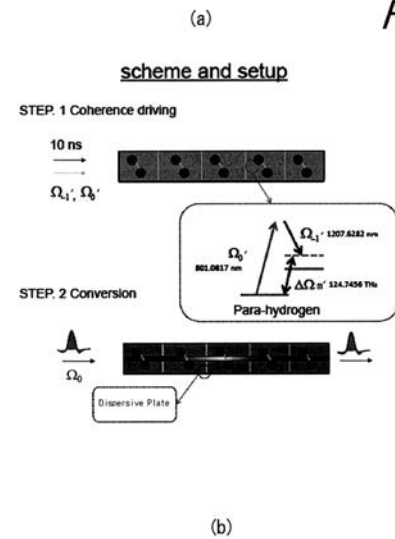 (a)
scheme and setup
STEP. 1 Coherence driving
10 ns
Ω₋₁′, Ω₀′
Ω₋₁′ 1207.6282 nm
Ω₀′
801.0817 nm
ΔΩm′ 124.7456 THz
Para-hydrogen
STEP. 2 Conversion
Ω₀
Dispersive Plate
(b)